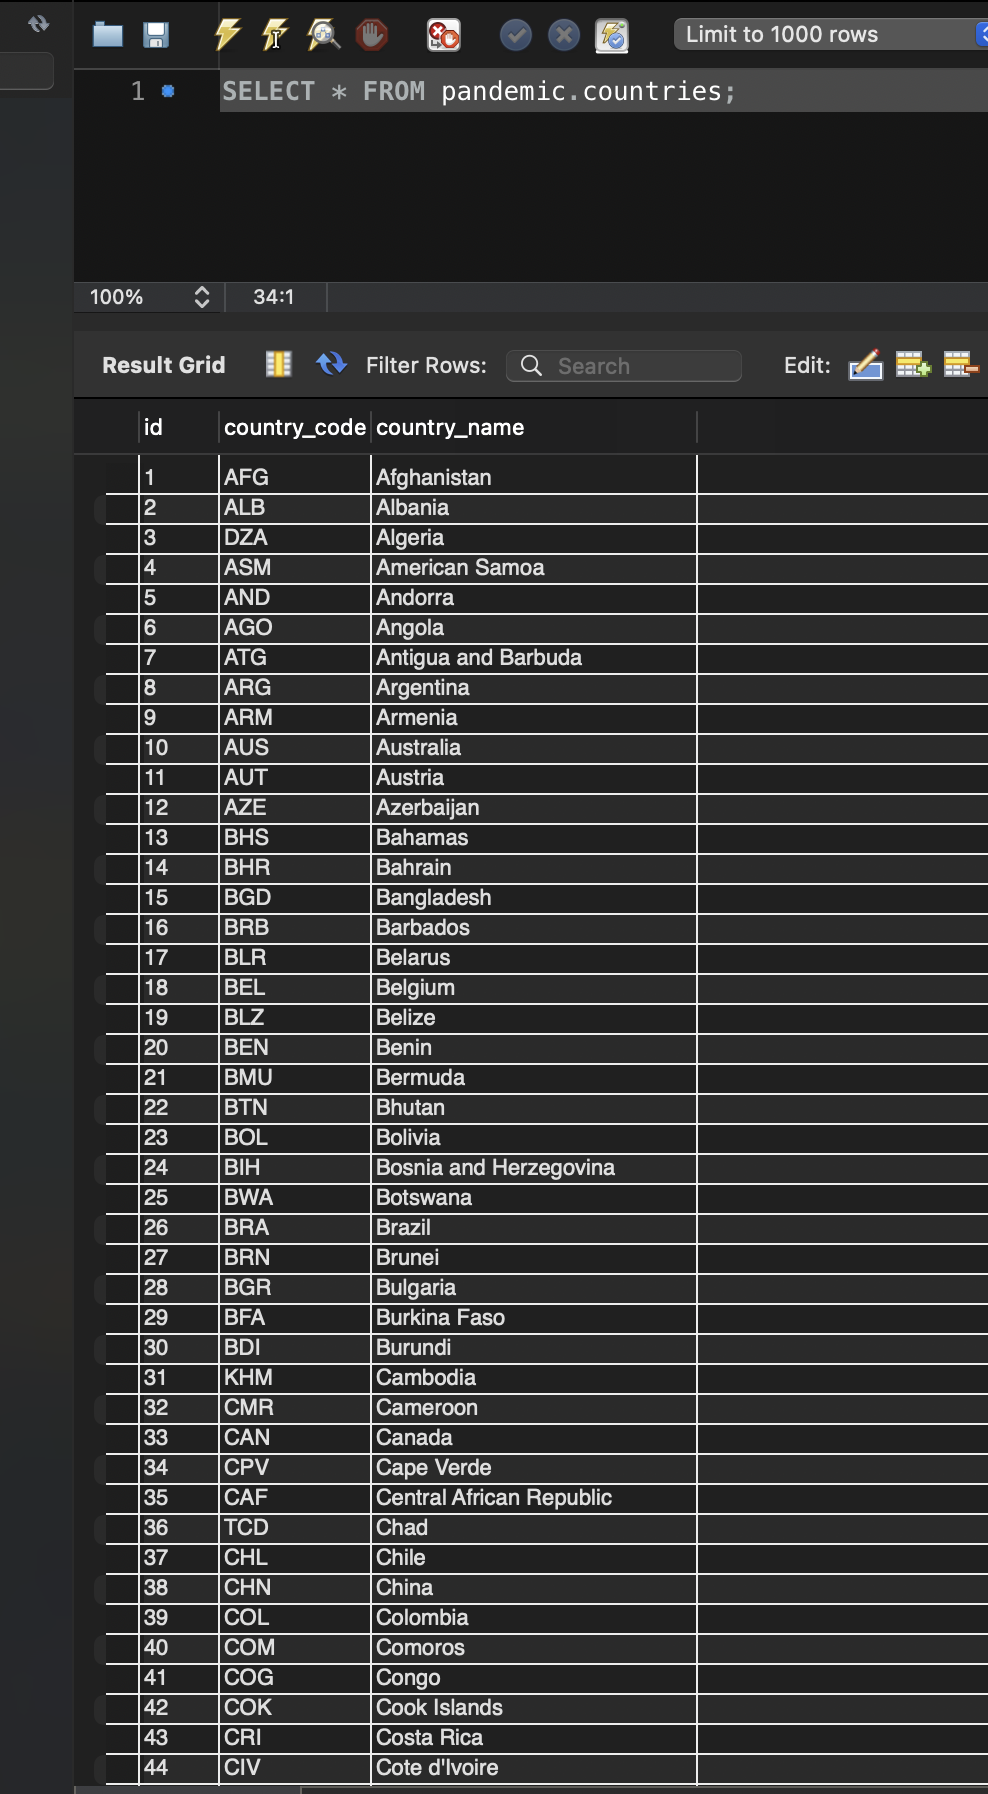 Limit to 1000 rows
1 SELECT * FROM pandemic.countries;
100% 34:1
Result Grid Filter Rows: Search Edit:
id country_code country_name
1 AFG Afghanistan
2 ALB Albania
3 DZA Algeria
4 ASM American Samoa
5 AND Andorra
6 AGO Angola
7 ATG Antigua and Barbuda
8 ARG Argentina
9 ARM Armenia
10 AUS Australia
11 AUT Austria
12 AZE Azerbaijan
13 BHS Bahamas
14 BHR Bahrain
15 BGD Bangladesh
16 BRB Barbados
17 BLR Belarus
18 BEL Belgium
19 BLZ Belize
20 BEN Benin
21 BMU Bermuda
22 BTN Bhutan
23 BOL Bolivia
24 BIH Bosnia and Herzegovina
25 BWA Botswana
26 BRA Brazil
27 BRN Brunei
28 BGR Bulgaria
29 BFA Burkina Faso
30 BDI Burundi
31 KHM Cambodia
32 CMR Cameroon
33 CAN Canada
34 CPV Cape Verde
35 CAF Central African Republic
36 TCD Chad
37 CHL Chile
38 CHN China
39 COL Colombia
40 COM Comoros
41 COG Congo
42 COK Cook Islands
43 CRI Costa Rica
44 CIV Cote d'Ivoire